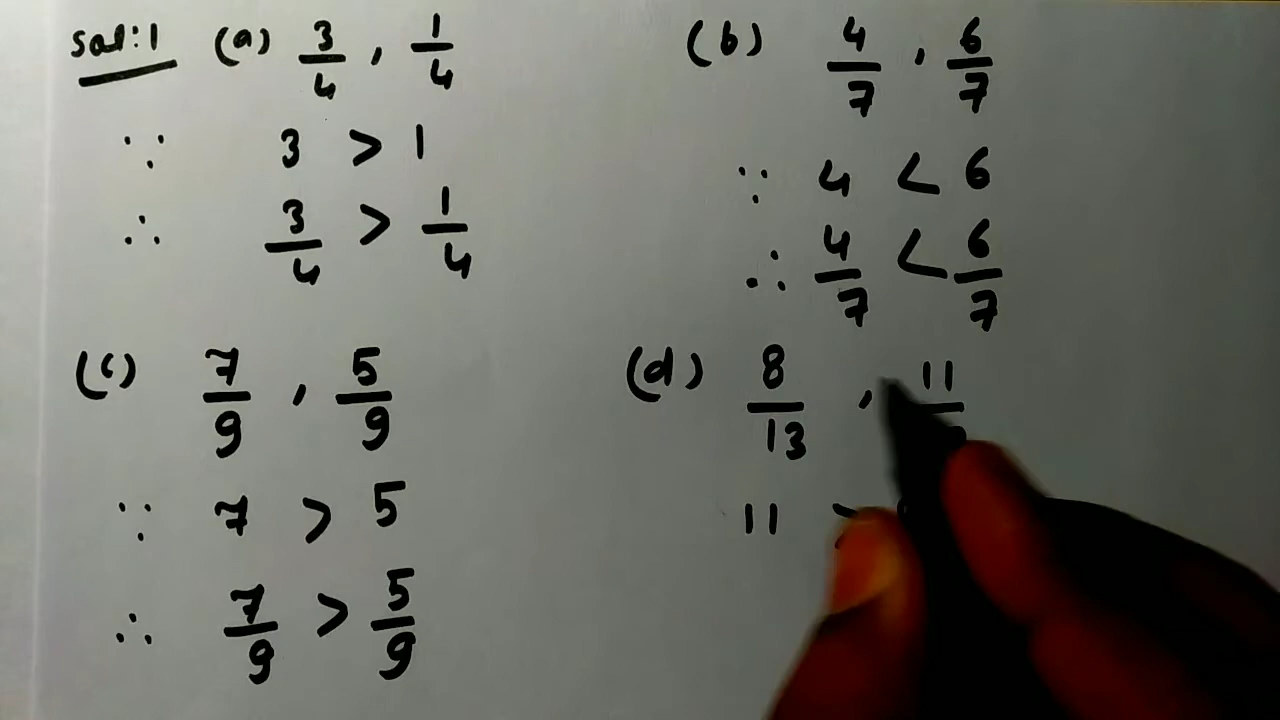 Sol:1 (a) 3/4 , 1/4
∵ 3 > 1
∴ 3/4 > 1/4
(b) 4/7 , 6/7
∵ 4 < 6
∴ 4/7 < 6/7
(c) 7/9 , 5/9
∵ 7 > 5
∴ 7/9 > 5/9
(d) 8/13 , 11
11 >